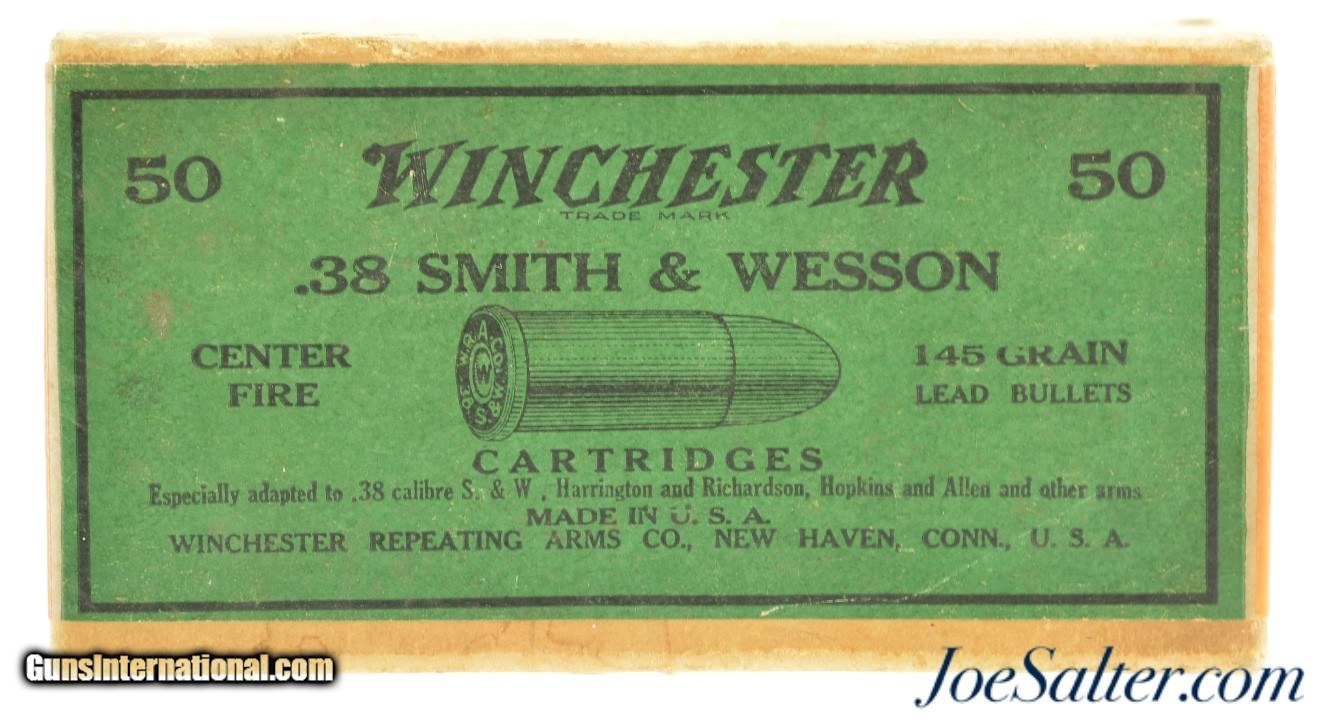 50 WINCHESTER 50
TRADE MARK
.38 SMITH & WESSON
CENTER
FIRE
W.R.A.CO.
W
38 S.&W.
145 GRAIN
LEAD BULLETS
CARTRIDGES
Especially adapted to .38 calibre S. & W., Harrington and Richardson, Hopkins and Allen and other arms
MADE IN U. S. A.
WINCHESTER REPEATING ARMS CO., NEW HAVEN, CONN., U. S. A.
GunsInternational.com
JoeSalter.com